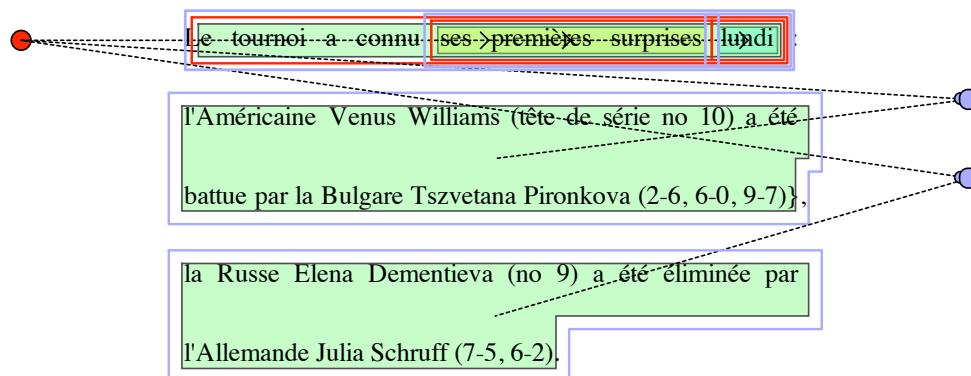 [Le tournoi a connu ses premières surprises lundi :
l'Américaine Venus Williams (tête de série no 10) a été
battue par la Bulgare Tszvetana Pironkova (2-6, 6-0, 9-7)},
la Russe Elena Dementieva (no 9) a été éliminée par
l'Allemande Julia Schruff (7-5, 6-2).